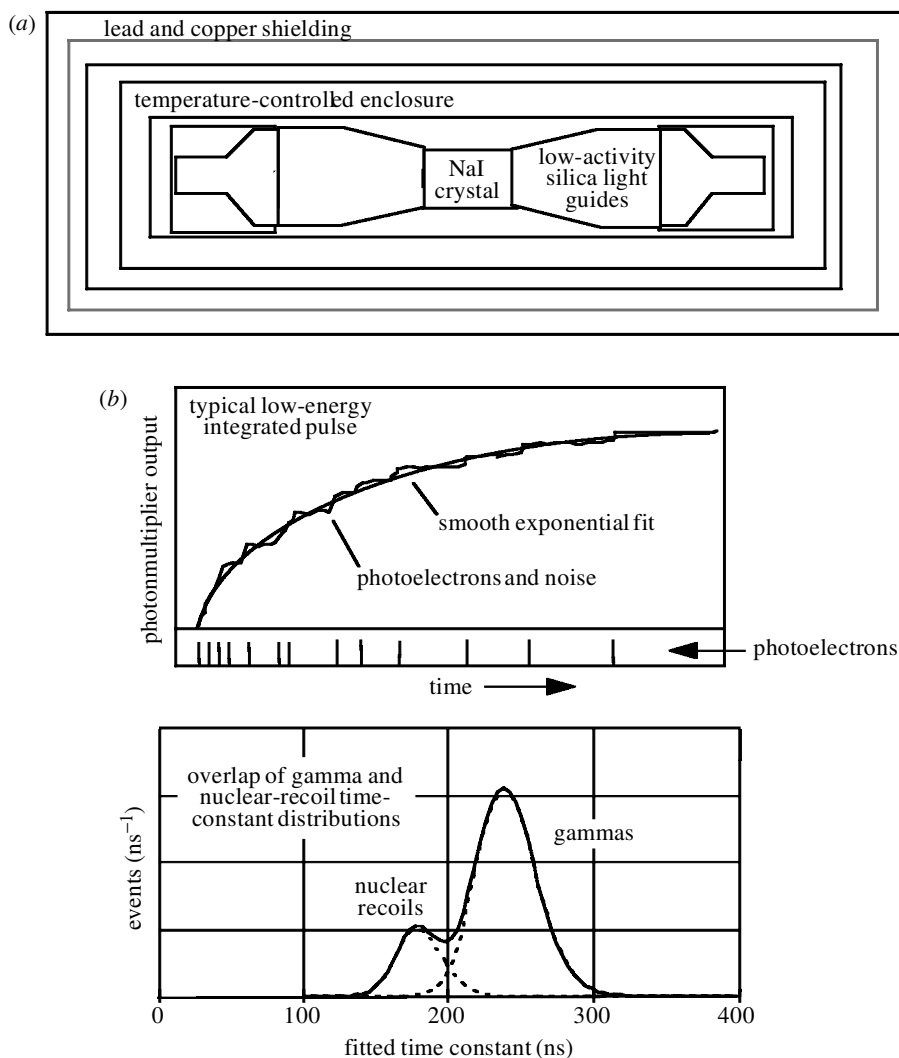 (a)
lead and copper shielding
temperature-controlled enclosure
NaI
crystal
low-activity
silica light
guides
(b)
typical low-energy
integrated pulse
photonmultiplier output
smooth exponential fit
photoelectrons and noise
photoelectrons
time
overlap of gamma and
nuclear-recoil time-
constant distributions
gammas
nuclear
recoils
events (ns⁻¹)
0
100
200
300
400
fitted time constant (ns)